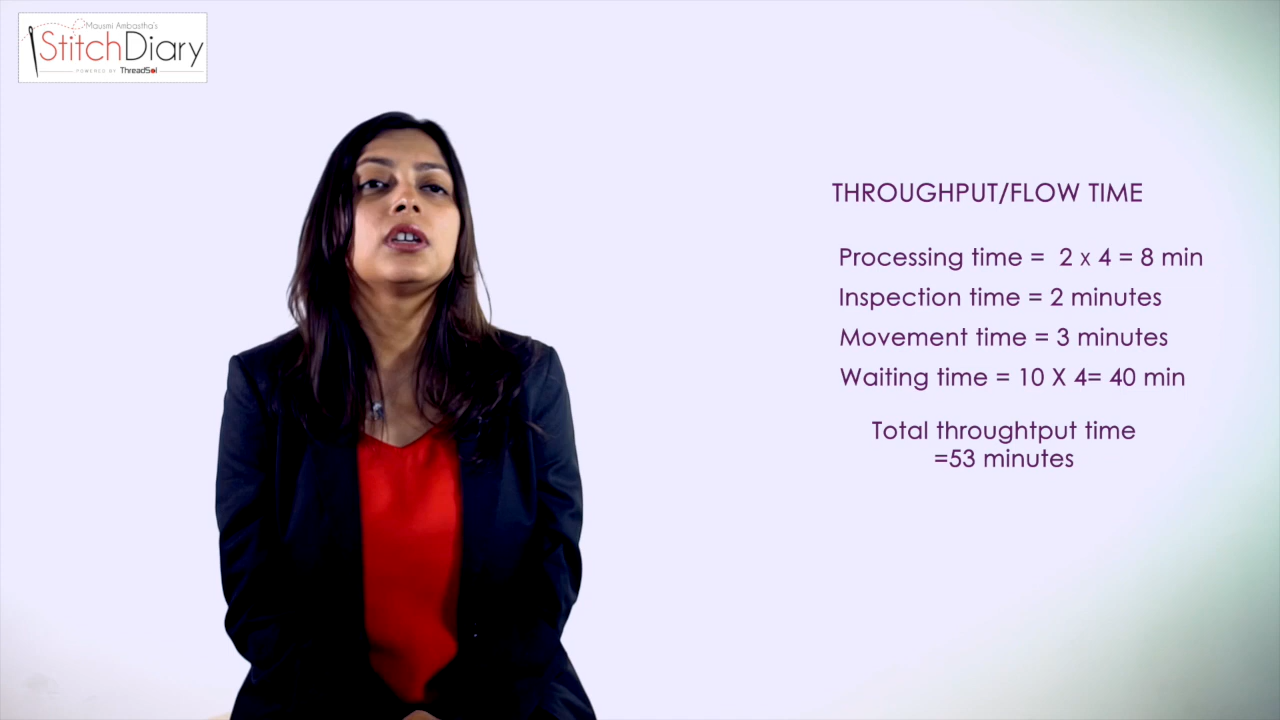 Mausmi Ambastha's
StitchDiary
POWERED BY ThreadSol
THROUGHPUT/FLOW TIME
Processing time = 2 x 4 = 8 min
Inspection time = 2 minutes
Movement time = 3 minutes
Waiting time = 10 X 4= 40 min
Total throughtput time
=53 minutes